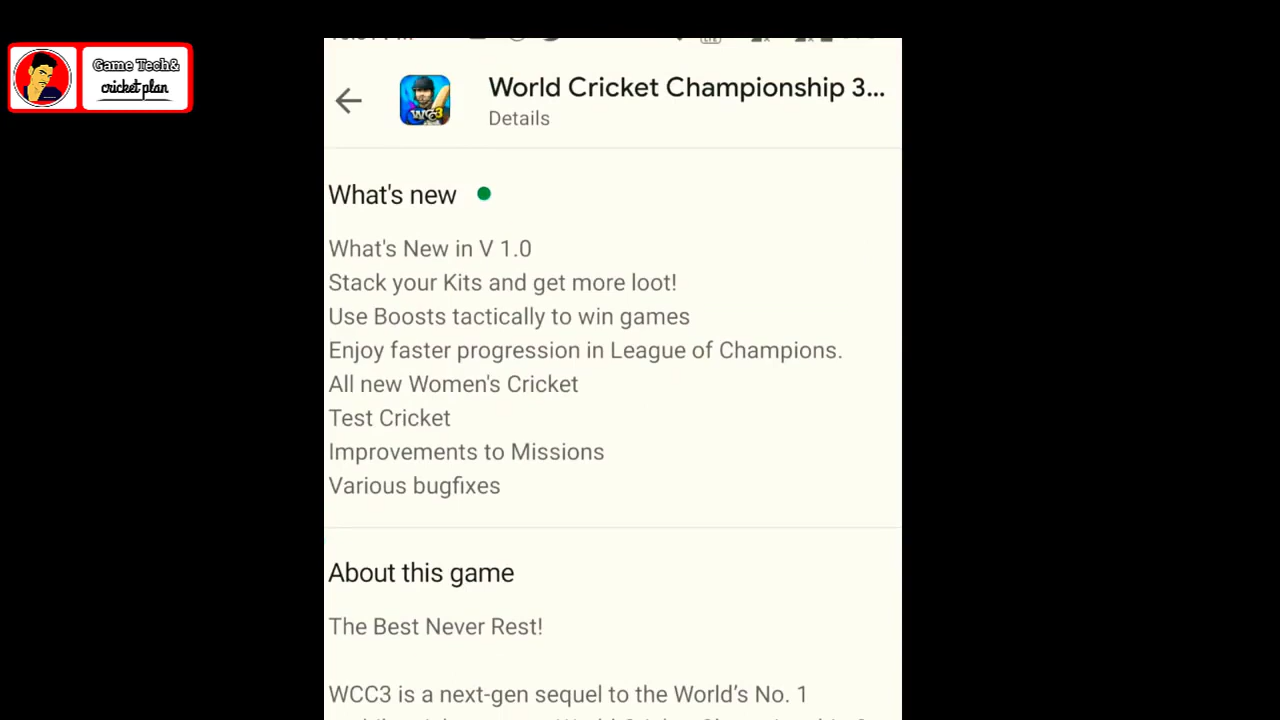 Game Tech&
cricket plan
World Cricket Championship 3...
Details
WCC3
What's new
What's New in V 1.0
Stack your Kits and get more loot!
Use Boosts tactically to win games
Enjoy faster progression in League of Champions.
All new Women's Cricket
Test Cricket
Improvements to Missions
Various bugfixes
About this game
The Best Never Rest!
WCC3 is a next-gen sequel to the World’s No. 1